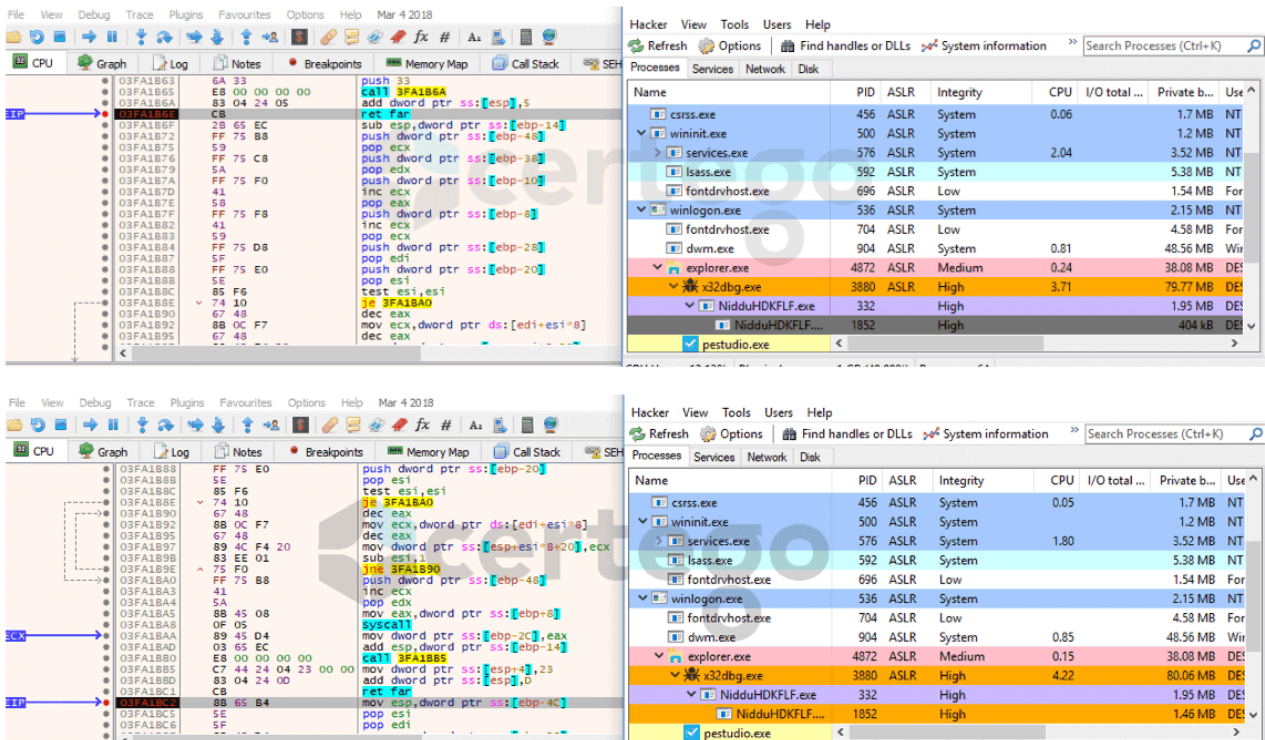 File View Debug Trace Plugins Favourites Options Help Mar 4 2018
CPU Graph Log Notes Breakpoints Memory Map Call Stack SEH
03FA1B63 6A 33 push 33
03FA1B65 E8 00 00 00 00 call 3FA1B6A
03FA1B6A 83 04 24 05 add dword ptr ss:[esp],5
EIP 03FA1B6E CB ret far
03FA1B6F 2B 65 EC sub esp,dword ptr ss:[ebp-14]
03FA1B72 FF 75 B8 push dword ptr ss:[ebp-48]
03FA1B75 59 pop ecx
03FA1B76 FF 75 C8 push dword ptr ss:[ebp-38]
03FA1B79 5A pop edx
03FA1B7A FF 75 F0 push dword ptr ss:[ebp-10]
03FA1B7D 41 inc ecx
03FA1B7E 58 pop eax
03FA1B7F FF 75 F8 push dword ptr ss:[ebp-8]
03FA1B82 41 inc ecx
03FA1B83 59 pop ecx
03FA1B84 FF 75 D8 push dword ptr ss:[ebp-28]
03FA1B87 5F pop edi
03FA1B88 FF 75 E0 push dword ptr ss:[ebp-20]
03FA1B8B 5E pop esi
03FA1B8C 85 F6 test esi,esi
03FA1B8E 74 10 je 3FA1BA0
03FA1B90 67 48 dec eax
03FA1B92 8B 0C F7 mov ecx,dword ptr ds:[edi+esi*8]
03FA1B95 67 48 dec eax
Hacker View Tools Users Help
Refresh Options Find handles or DLLs System information » Search Processes (Ctrl+K)
Processes Services Network Disk
Name PID ASLR Integrity CPU I/O total ... Private b... Use
csrss.exe 456 ASLR System 0.06 1.7 MB NT
wininit.exe 500 ASLR System 1.2 MB NT
services.exe 576 ASLR System 2.04 3.52 MB NT
lsass.exe 592 ASLR System 5.38 MB NT
fontdrvhost.exe 696 ASLR Low 1.54 MB For
winlogon.exe 536 ASLR System 2.15 MB NT
fontdrvhost.exe 704 ASLR Low 4.58 MB For
dwm.exe 904 ASLR System 0.81 48.56 MB Wir
explorer.exe 4872 ASLR Medium 0.24 38.08 MB DES
x32dbg.exe 3880 ASLR High 3.71 79.77 MB DES
NidduHDKFLF.exe 332 High 1.95 MB DES
NidduHDKFLF.... 1852 High 404 kB DES
pestudio.exe
certego
File View Debug Trace Plugins Favourites Options Help Mar 4 2018
CPU Graph Log Notes Breakpoints Memory Map Call Stack SEH
03FA1B88 FF 75 E0 push dword ptr ss:[ebp-20]
03FA1B8B 5E pop esi
03FA1B8C 85 F6 test esi,esi
03FA1B8E 74 10 je 3FA1BA0
03FA1B90 67 48 dec eax
03FA1B92 8B 0C F7 mov ecx,dword ptr ds:[edi+esi*8]
03FA1B95 67 48 dec eax
03FA1B97 89 4C F4 20 mov dword ptr ss:[esp+esi*8+20],ecx
03FA1B9B 83 EE 01 sub esi,1
03FA1B9E 75 F0 jne 3FA1B90
03FA1BA0 FF 75 B8 push dword ptr ss:[ebp-48]
03FA1BA3 41 inc ecx
03FA1BA4 5A pop edx
03FA1BA5 8B 45 08 mov eax,dword ptr ss:[ebp+8]
03FA1BA8 0F 05 syscall
ECX 03FA1BAA 89 45 D4 mov dword ptr ss:[ebp-2C],eax
03FA1BAD 03 65 EC add esp,dword ptr ss:[ebp-14]
03FA1BB0 E8 00 00 00 00 call 3FA1BB5
03FA1BB5 C7 44 24 04 23 00 00 mov dword ptr ss:[esp+4],23
03FA1BBD 83 04 24 0D add dword ptr ss:[esp],D
03FA1BC1 CB ret far
EIP 03FA1BC2 8B 65 B4 mov esp,dword ptr ss:[ebp-4C]
03FA1BC5 5E pop esi
03FA1BC6 5F pop edi
Hacker View Tools Users Help
Refresh Options Find handles or DLLs System information » Search Processes (Ctrl+K)
Processes Services Network Disk
Name PID ASLR Integrity CPU I/O total ... Private b... Use
csrss.exe 456 ASLR System 0.05 1.7 MB NT
wininit.exe 500 ASLR System 1.2 MB NT
services.exe 576 ASLR System 1.80 3.52 MB NT
lsass.exe 592 ASLR System 5.38 MB NT
fontdrvhost.exe 696 ASLR Low 1.54 MB For
winlogon.exe 536 ASLR System 2.15 MB NT
fontdrvhost.exe 704 ASLR Low 4.58 MB For
dwm.exe 904 ASLR System 0.85 48.56 MB Wir
explorer.exe 4872 ASLR Medium 0.15 38.08 MB DES
x32dbg.exe 3880 ASLR High 4.22 80.06 MB DES
NidduHDKFLF.exe 332 High 1.95 MB DES
NidduHDKFLF.... 1852 High 1.46 MB DES
pestudio.exe
certego